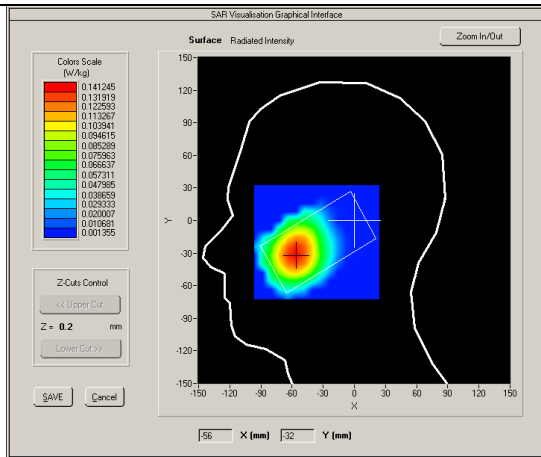 SAR Visualisation Graphical Interface
Surface Radiated Intensity
Zoom In/Out
Colors Scale
(W/kg)
0.141245
0.131919
0.122593
0.113267
0.103941
0.094615
0.085289
0.075963
0.066637
0.057311
0.047985
0.038659
0.029333
0.020007
0.010681
0.001355
Z-Cuts Control
<< Upper Cut
Z = 0.2 mm
Lower Cut >>
SAVE
Cancel
150
120
90
60
30
0
-30
-60
-90
-120
-150
Y
-150 -120 -90 -60 -30 0 30 60 90 120 150
X
-56 X (mm) -32 Y (mm)